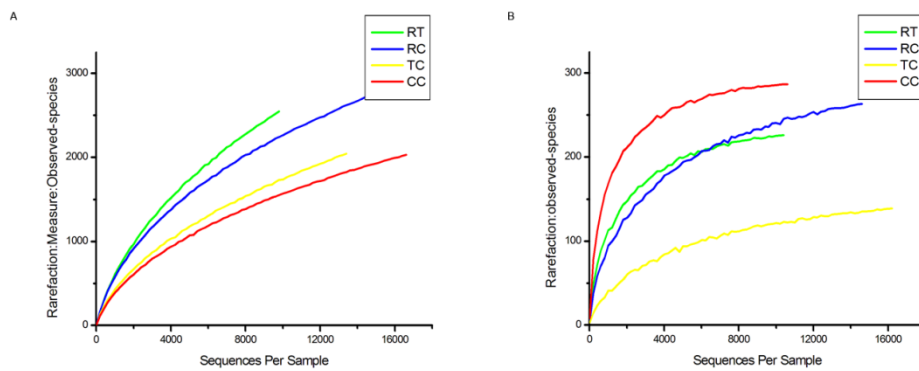 A
RT
RC
TC
CC
3000
2000
1000
0
Rarefaction:Measure:Observed-species
0 4000 8000 12000 16000
Sequences Per Sample
B
RT
RC
TC
CC
300
200
100
0
Rarefaction:observed-species
0 4000 8000 12000 16000
Sequences Per Sample